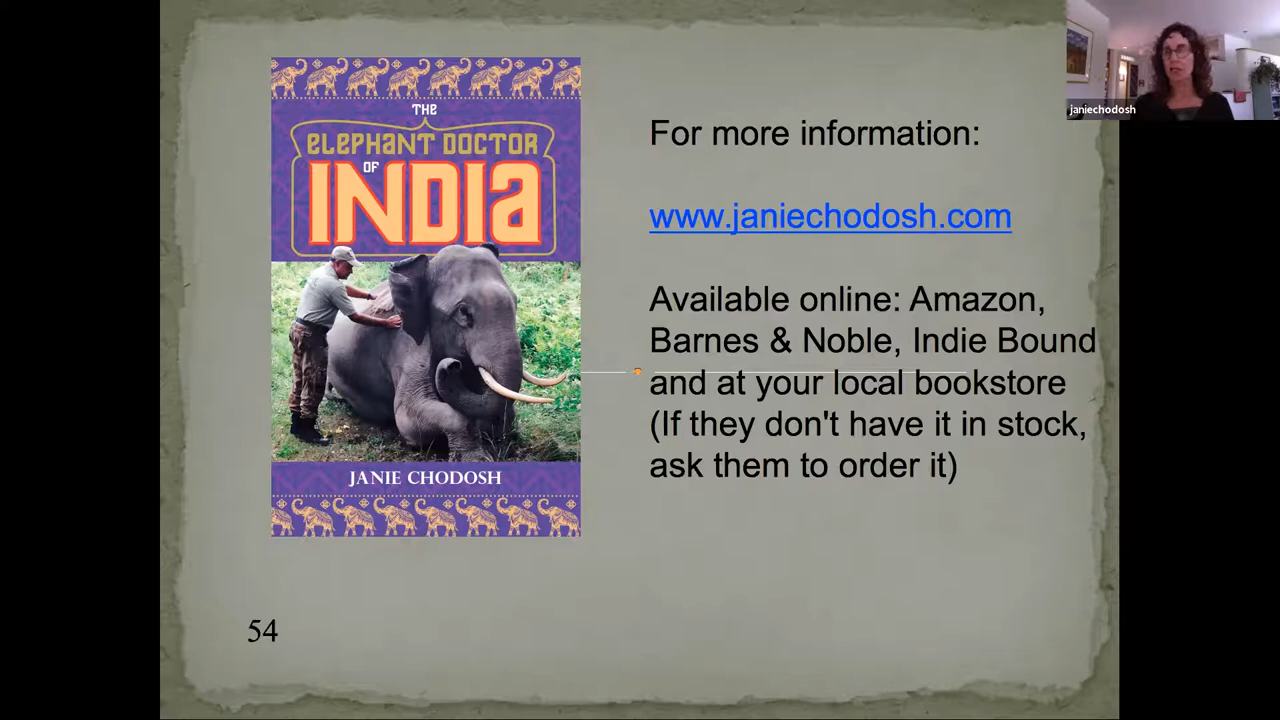 THE
ELEPHANT DOCTOR
OF
INDIA
JANIE CHODOSH
For more information:
www.janiechodosh.com
Available online: Amazon,
Barnes & Noble, Indie Bound
and at your local bookstore
(If they don't have it in stock,
ask them to order it)
54
janiechodosh